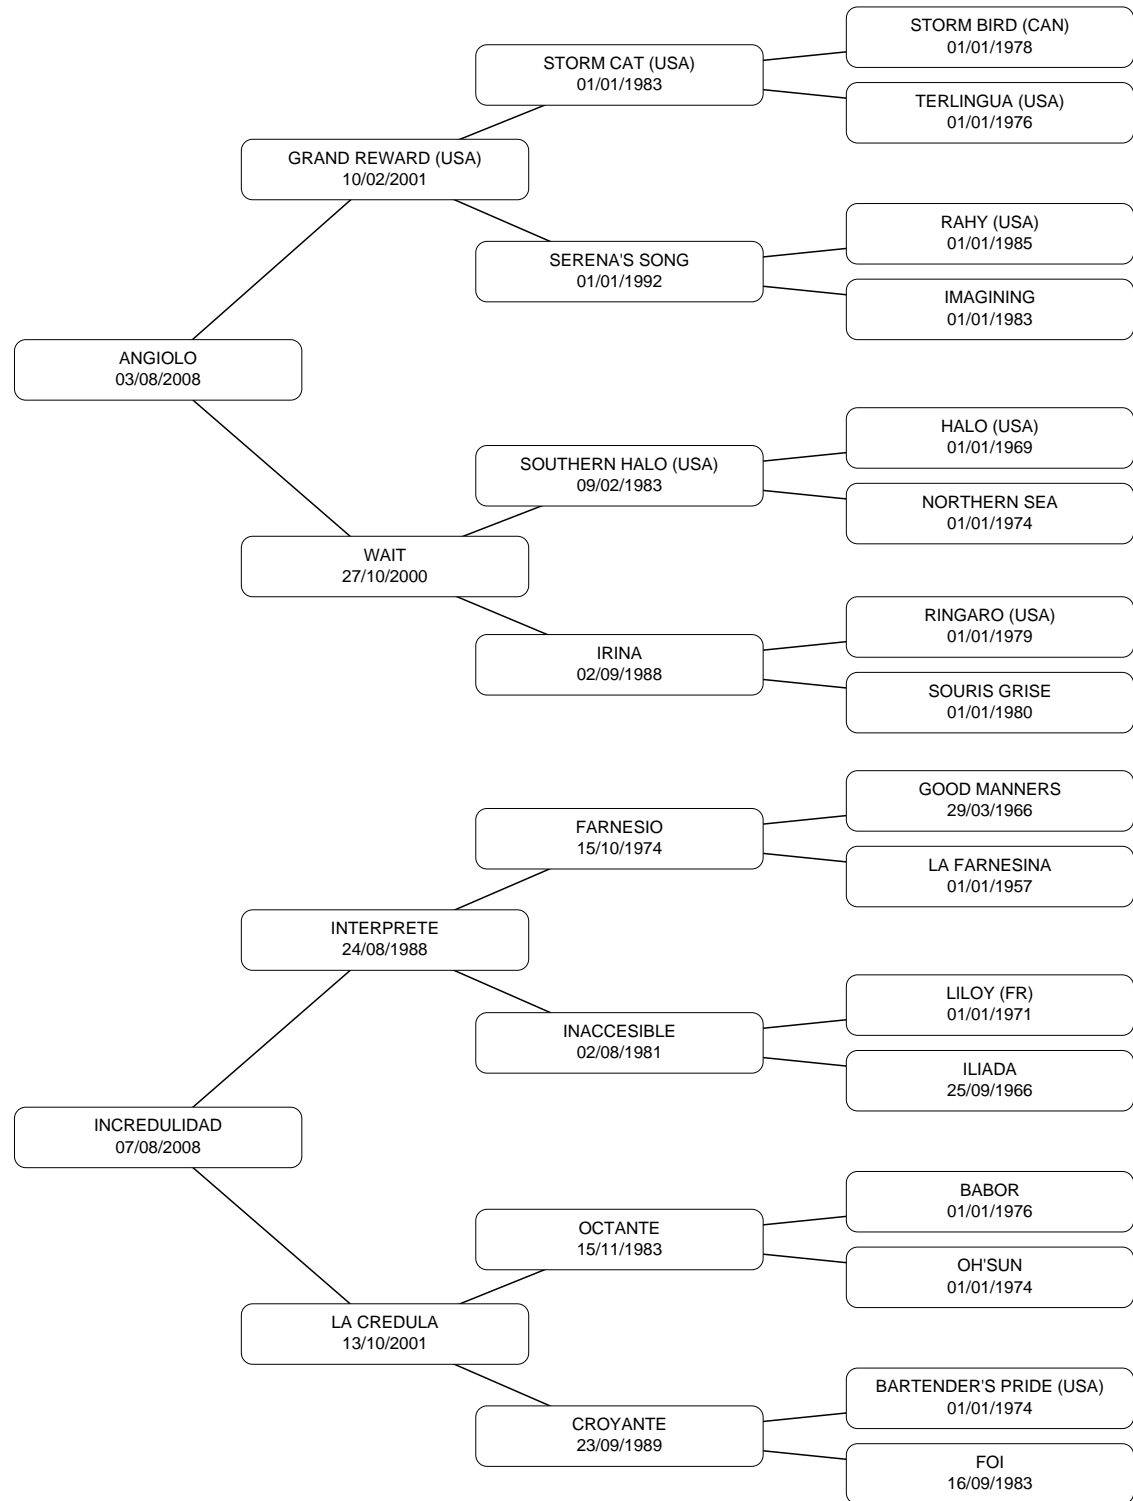 STORM BIRD (CAN)
01/01/1978
STORM CAT (USA)
01/01/1983
TERLINGUA (USA)
01/01/1976
GRAND REWARD (USA)
10/02/2001
RAHY (USA)
01/01/1985
SERENA'S SONG
01/01/1992
IMAGINING
01/01/1983
ANGIOLO
03/08/2008
HALO (USA)
01/01/1969
SOUTHERN HALO (USA)
09/02/1983
NORTHERN SEA
01/01/1974
WAIT
27/10/2000
RINGARO (USA)
01/01/1979
IRINA
02/09/1988
SOURIS GRISE
01/01/1980
GOOD MANNERS
29/03/1966
FARNESIO
15/10/1974
LA FARNESINA
01/01/1957
INTERPRETE
24/08/1988
LILOY (FR)
01/01/1971
INACCESIBLE
02/08/1981
ILIADA
25/09/1966
INCREDULIDAD
07/08/2008
BABOR
01/01/1976
OCTANTE
15/11/1983
OH'SUN
01/01/1974
LA CREDULA
13/10/2001
BARTENDER'S PRIDE (USA)
01/01/1974
CROYANTE
23/09/1989
FOI
16/09/1983